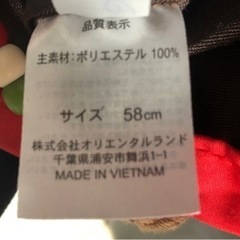 品質表示
主素材：ポリエステル 100%
サイズ 58cm
株式会社オリエンタルランド
千葉県浦安市舞浜1-1
MADE IN VIETNAM